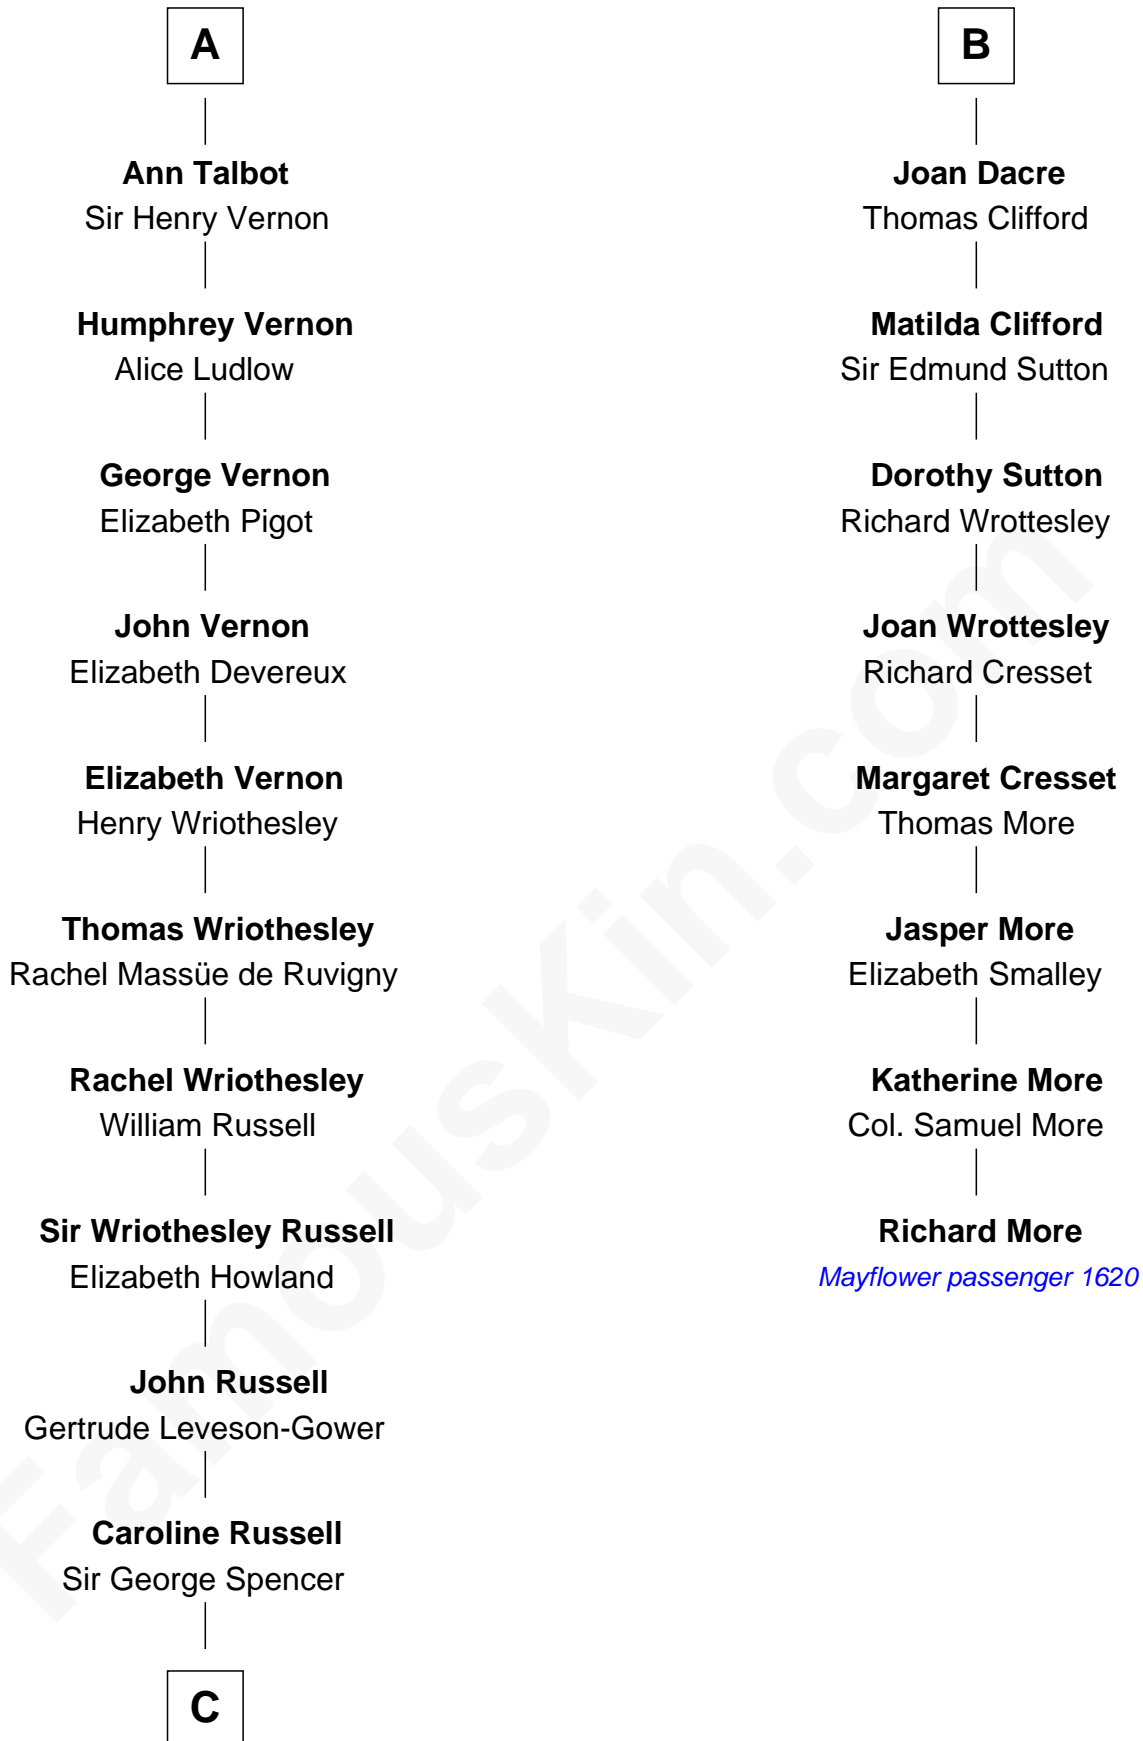 A
Ann Talbot
Sir Henry Vernon
Humphrey Vernon
Alice Ludlow
George Vernon
Elizabeth Pigot
John Vernon
Elizabeth Devereux
Elizabeth Vernon
Henry Wriothesley
Thomas Wriothesley
Rachel Massüe de Ruvigny
Rachel Wriothesley
William Russell
Sir Wriothesley Russell
Elizabeth Howland
John Russell
Gertrude Leveson-Gower
Caroline Russell
Sir George Spencer
C
B
Joan Dacre
Thomas Clifford
Matilda Clifford
Sir Edmund Sutton
Dorothy Sutton
Richard Wrottesley
Joan Wrottesley
Richard Cresset
Margaret Cresset
Thomas More
Jasper More
Elizabeth Smalley
Katherine More
Col. Samuel More
Richard More
Mayflower passenger 1620
FamousKin.com